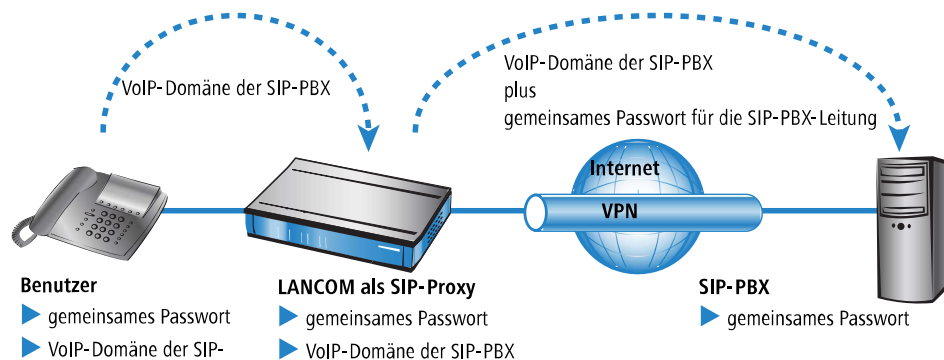 VoIP-Domäne der SIP-PBX
VoIP-Domäne der SIP-PBX
plus
gemeinsames Passwort für die SIP-PBX-Leitung
Internet
VPN
Benutzer
gemeinsames Passwort
VoIP-Domäne der SIP-
LANCOM als SIP-Proxy
gemeinsames Passwort
VoIP-Domäne der SIP-PBX
SIP-PBX
gemeinsames Passwort